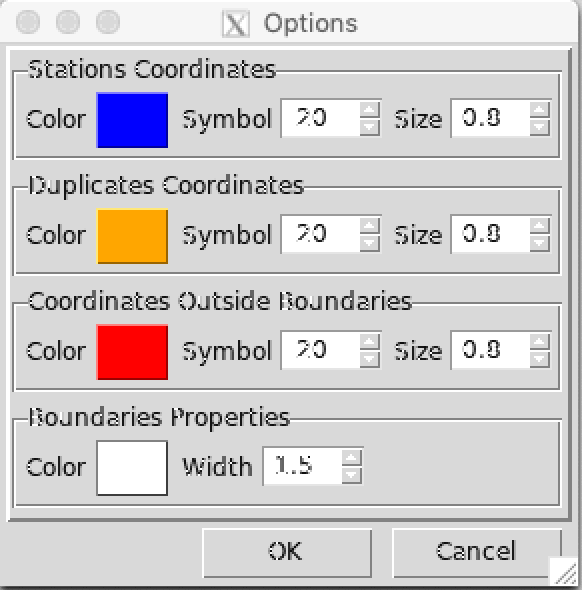 Options
Stations Coordinates
Color Symbol 20 Size 0.8
Duplicates Coordinates
Color Symbol 20 Size 0.8
Coordinates Outside Boundaries
Color Symbol 20 Size 0.8
Boundaries Properties
Color Width 1.5
OK Cancel